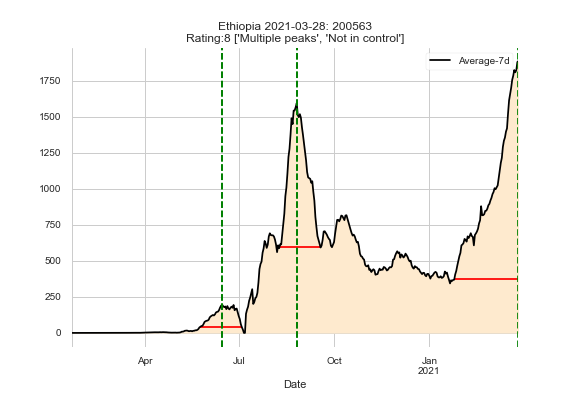 Ethiopia 2021-03-28: 200563
Rating:8 ['Multiple peaks', 'Not in control']
Average-7d
1750
1500
1250
1000
750
500
250
0
Apr
Jul
Oct
Jan
2021
Date